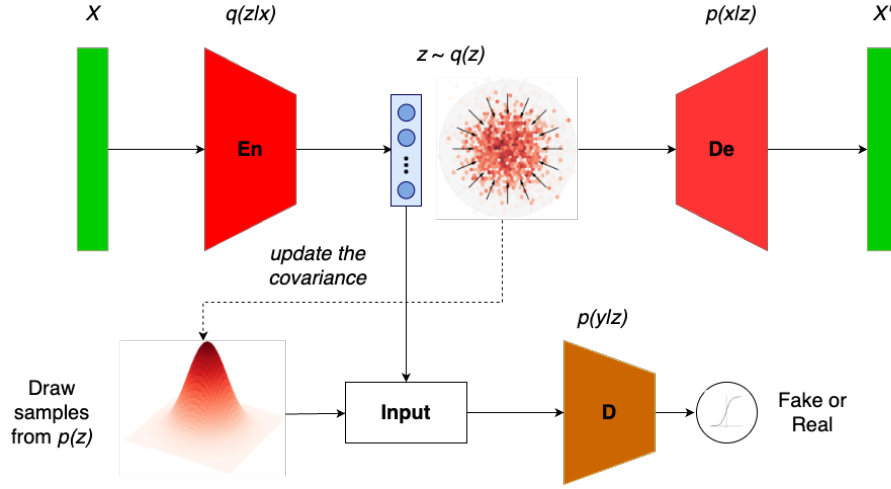 X
q(z|x)
p(x|z)
X'
z ~ q(z)
En
De
update the
covariance
p(y|z)
Draw
samples
from p(z)
Input
D
Fake or
Real